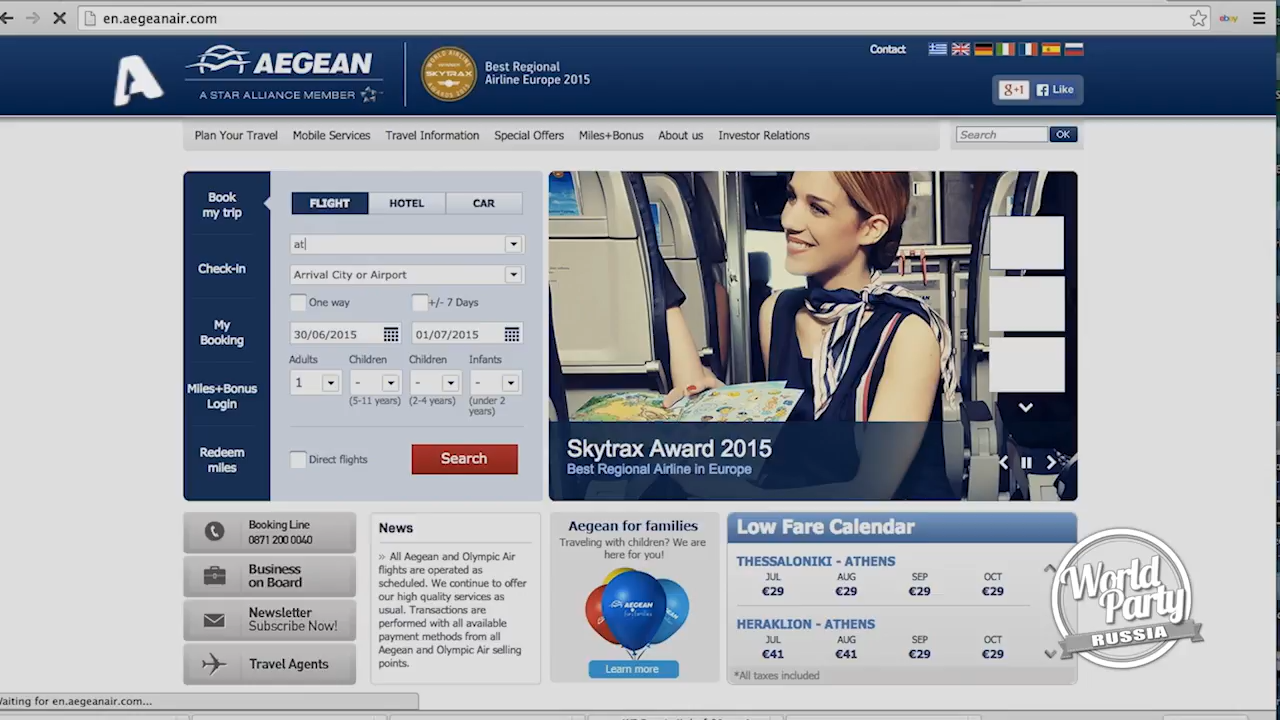 en.aegeanair.com
ebay
AEGEAN
A STAR ALLIANCE MEMBER
SKYTRAX
Best Regional
Airline Europe 2015
Contact
g+1
Like
Plan Your Travel
Mobile Services
Travel Information
Special Offers
Miles+Bonus
About us
Investor Relations
Search
OK
Book
my trip
Check-in
My
Booking
Miles+Bonus
Login
Redeem
miles
FLIGHT
HOTEL
CAR
at
Arrival City or Airport
One way
+/- 7 Days
30/06/2015
01/07/2015
Adults
Children
Children
Infants
1
-
-
-
(5-11 years)
(2-4 years)
(under 2
years)
Direct flights
Search
Skytrax Award 2015
Best Regional Airline in Europe
Booking Line
0871 200 0040
Business
on Board
Newsletter
Subscribe Now!
Travel Agents
News
» All Aegean and Olympic Air
flights are operated as
scheduled. We continue to offer
our high quality services as
usual. Transactions are
performed with all available
payment methods from all
Aegean and Olympic Air selling
points.
Aegean for families
Traveling with children? We are
here for you!
AEGEAN
for families
Learn more
Low Fare Calendar
THESSALONIKI - ATHENS
JUL AUG SEP OCT
€29 €29 €29 €29
HERAKLION - ATHENS
JUL AUG SEP OCT
€41 €41 €29 €29
*All taxes included
World
Party
RUSSIA
Waiting for en.aegeanair.com...